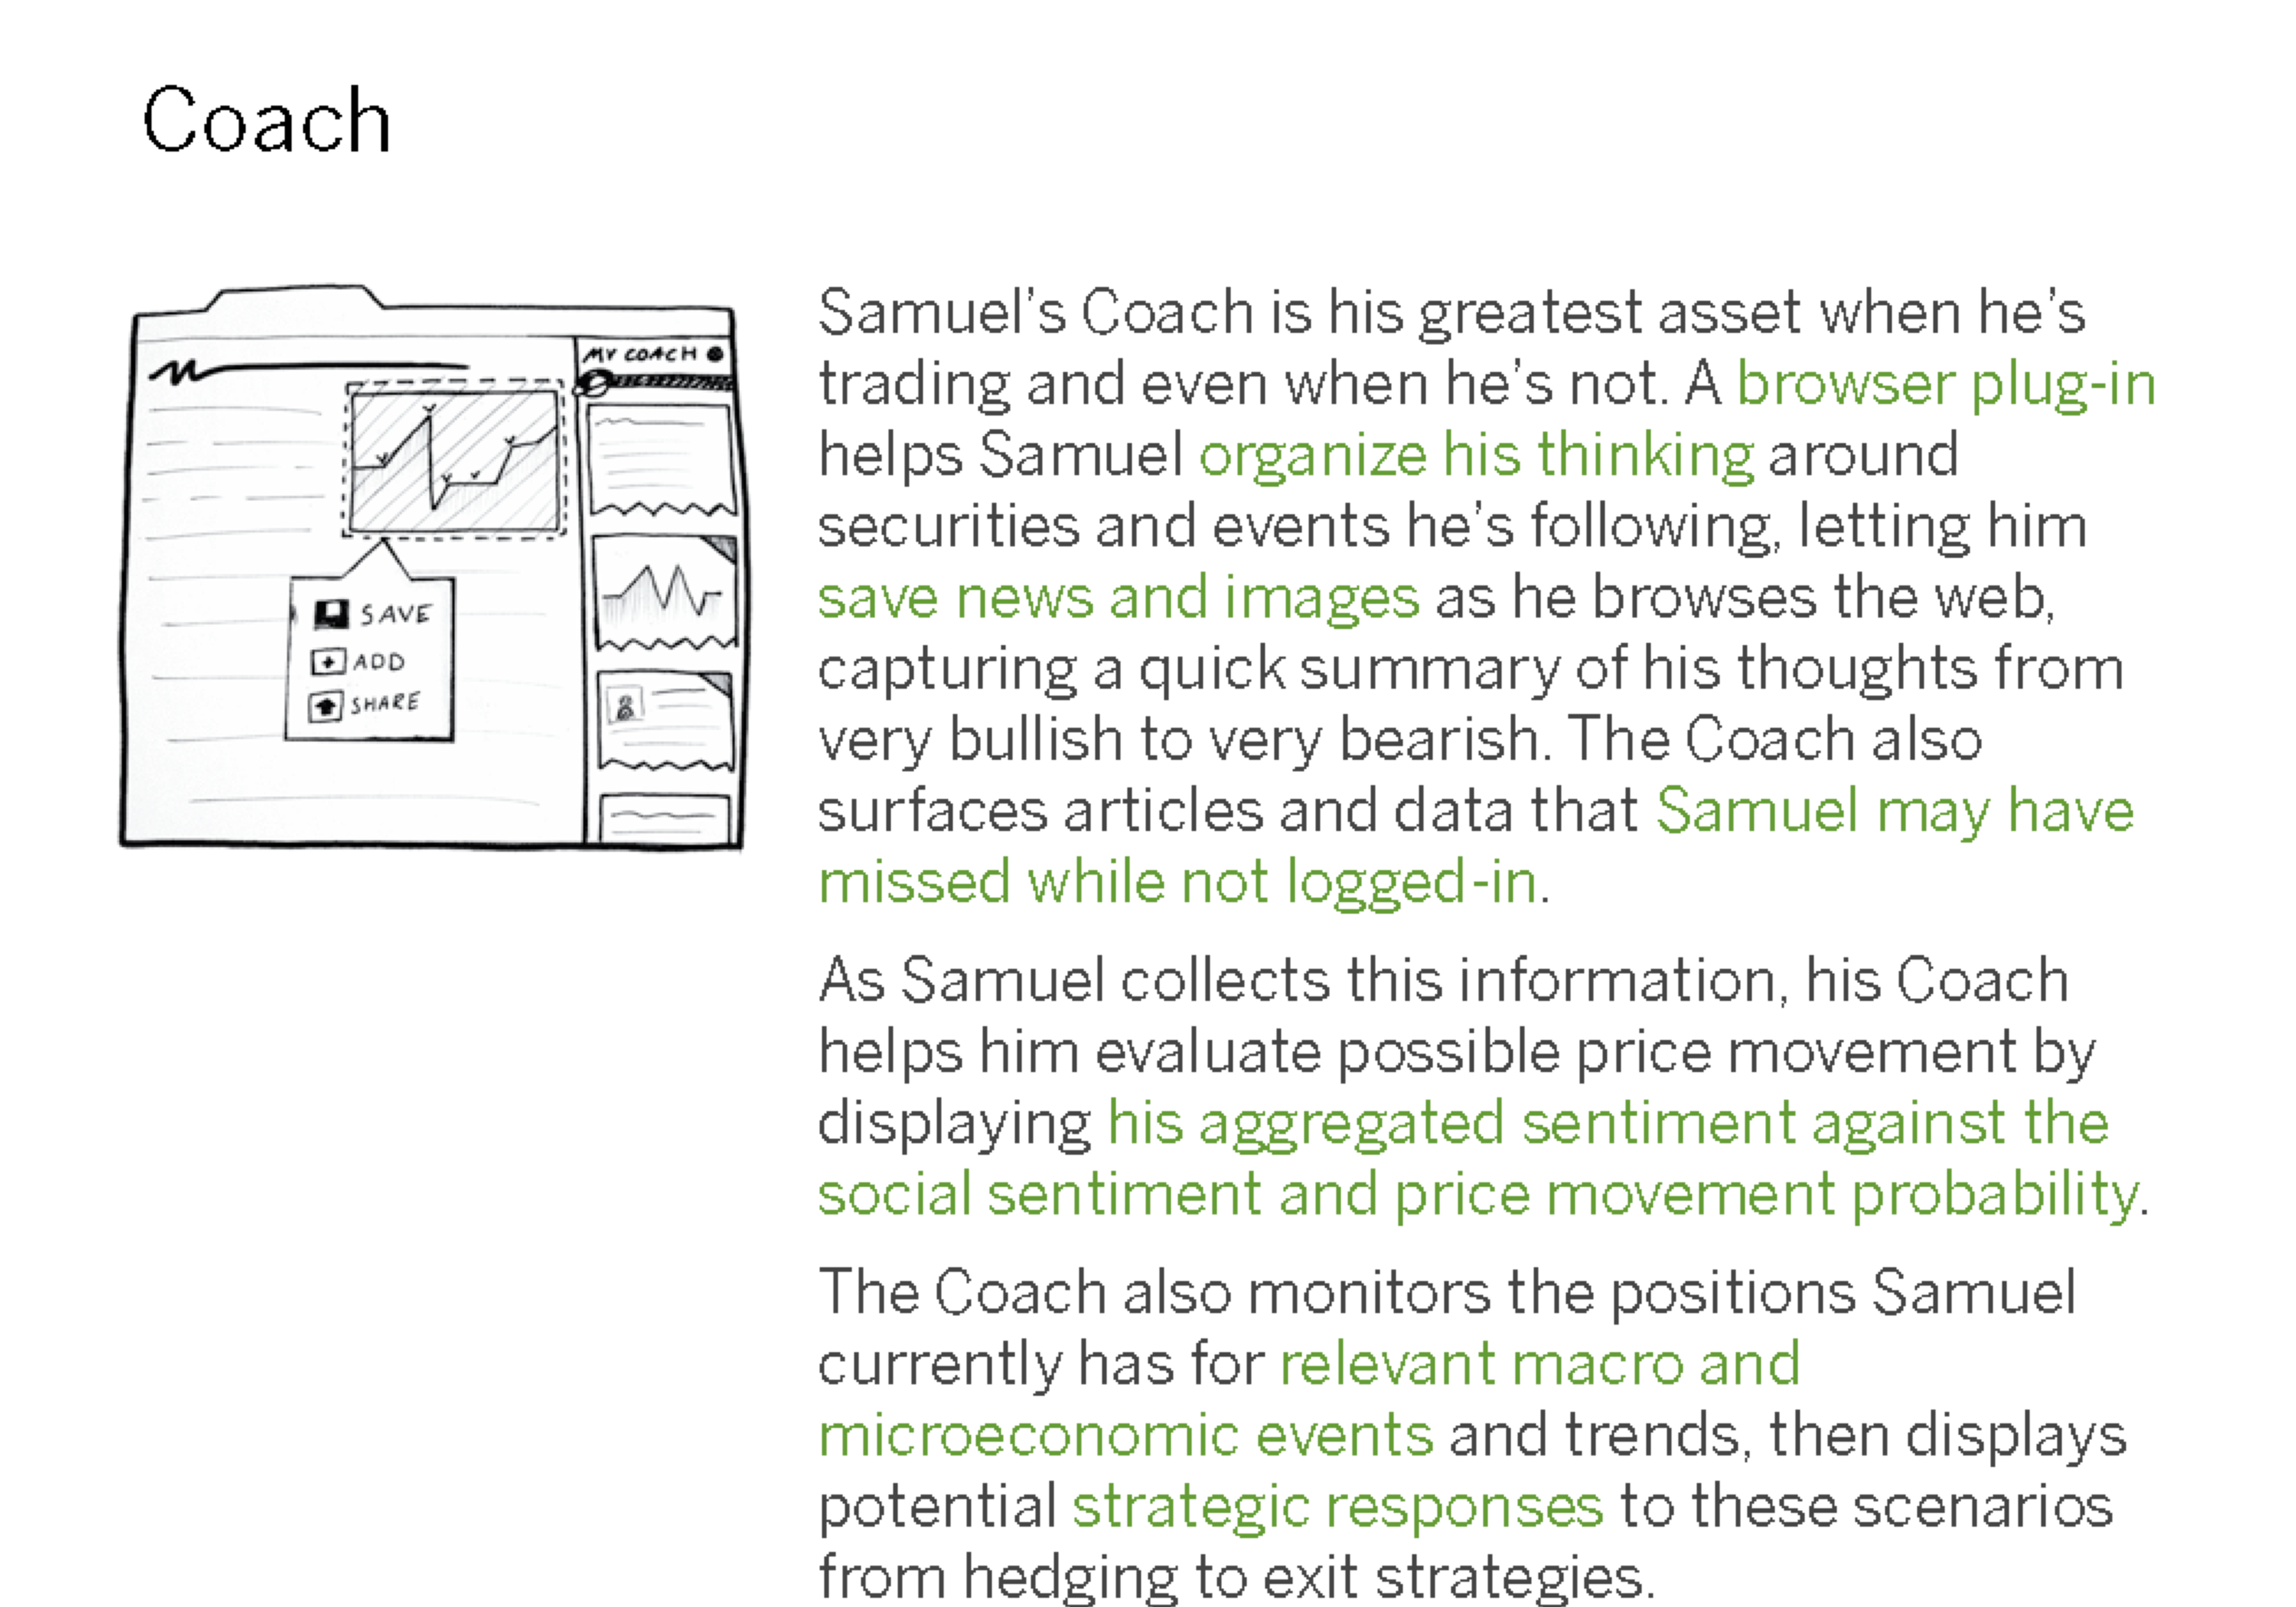 Coach
MY COACH
SAVE
ADD
SHARE
Samuel's Coach is his greatest asset when he's
trading and even when he's not. A browser plug-in
helps Samuel organize his thinking around
securities and events he's following, letting him
save news and images as he browses the web,
capturing a quick summary of his thoughts from
very bullish to very bearish. The Coach also
surfaces articles and data that Samuel may have
missed while not logged-in.
As Samuel collects this information, his Coach
helps him evaluate possible price movement by
displaying his aggregated sentiment against the
social sentiment and price movement probability.
The Coach also monitors the positions Samuel
currently has for relevant macro and
microeconomic events and trends, then displays
potential strategic responses to these scenarios
from hedging to exit strategies.